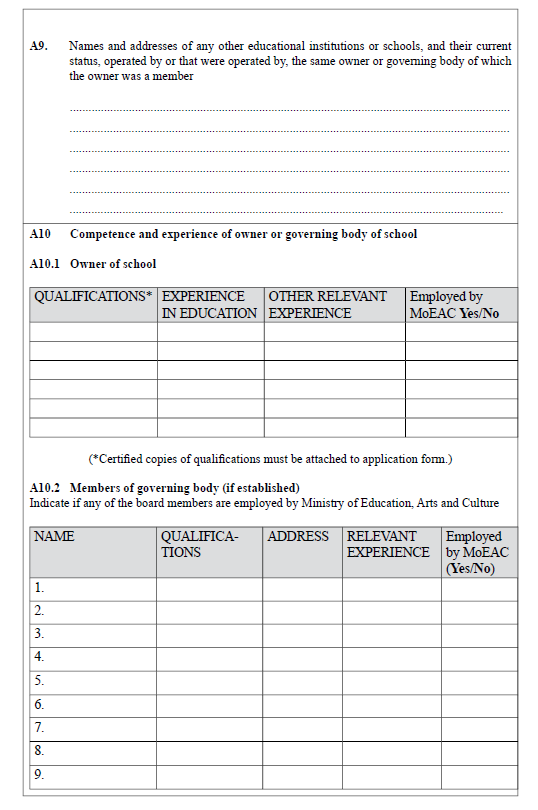 A9. Names and addresses of any other educational institutions or schools, and their current
status, operated by or that were operated by, the same owner or governing body of which
the owner was a member
A10 Competence and experience of owner or governing body of school
A10.1 Owner of school
QUALIFICATIONS* EXPERIENCE IN EDUCATION OTHER RELEVANT EXPERIENCE Employed by MoEAC Yes/No
(*Certified copies of qualifications must be attached to application form.)
A10.2 Members of governing body (if established)
Indicate if any of the board members are employed by Ministry of Education, Arts and Culture
NAME QUALIFICA-TIONS ADDRESS RELEVANT EXPERIENCE Employed by MoEAC (Yes/No)
1.
2.
3.
4.
5.
6.
7.
8.
9.